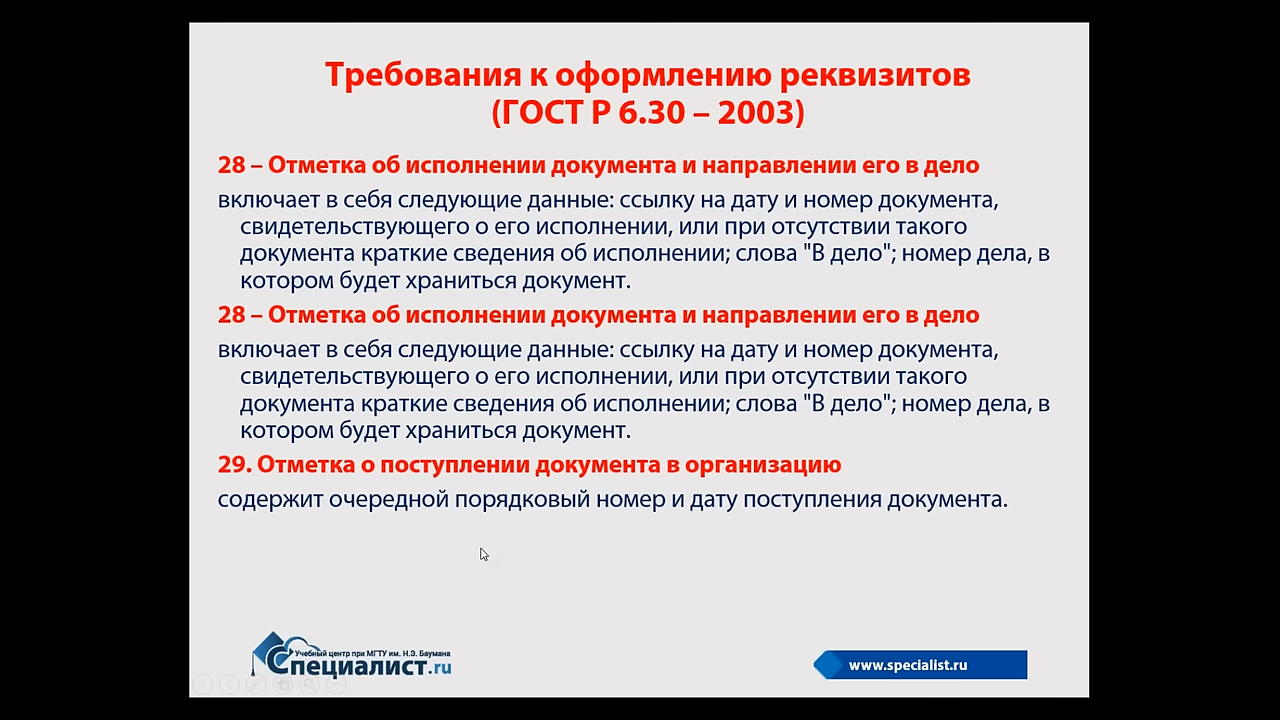 Требования к оформлению реквизитов
(ГОСТ Р 6.30 – 2003)
28 – Отметка об исполнении документа и направлении его в дело
включает в себя следующие данные: ссылку на дату и номер документа,
свидетельствующего о его исполнении, или при отсутствии такого
документа краткие сведения об исполнении; слова "В дело"; номер дела, в
котором будет храниться документ.
28 – Отметка об исполнении документа и направлении его в дело
включает в себя следующие данные: ссылку на дату и номер документа,
свидетельствующего о его исполнении, или при отсутствии такого
документа краткие сведения об исполнении; слова "В дело"; номер дела, в
котором будет храниться документ.
29. Отметка о поступлении документа в организацию
содержит очередной порядковый номер и дату поступления документа.
Учебный центр при МГТУ им. Н.Э. Баумана
Специалист.ru
www.specialist.ru